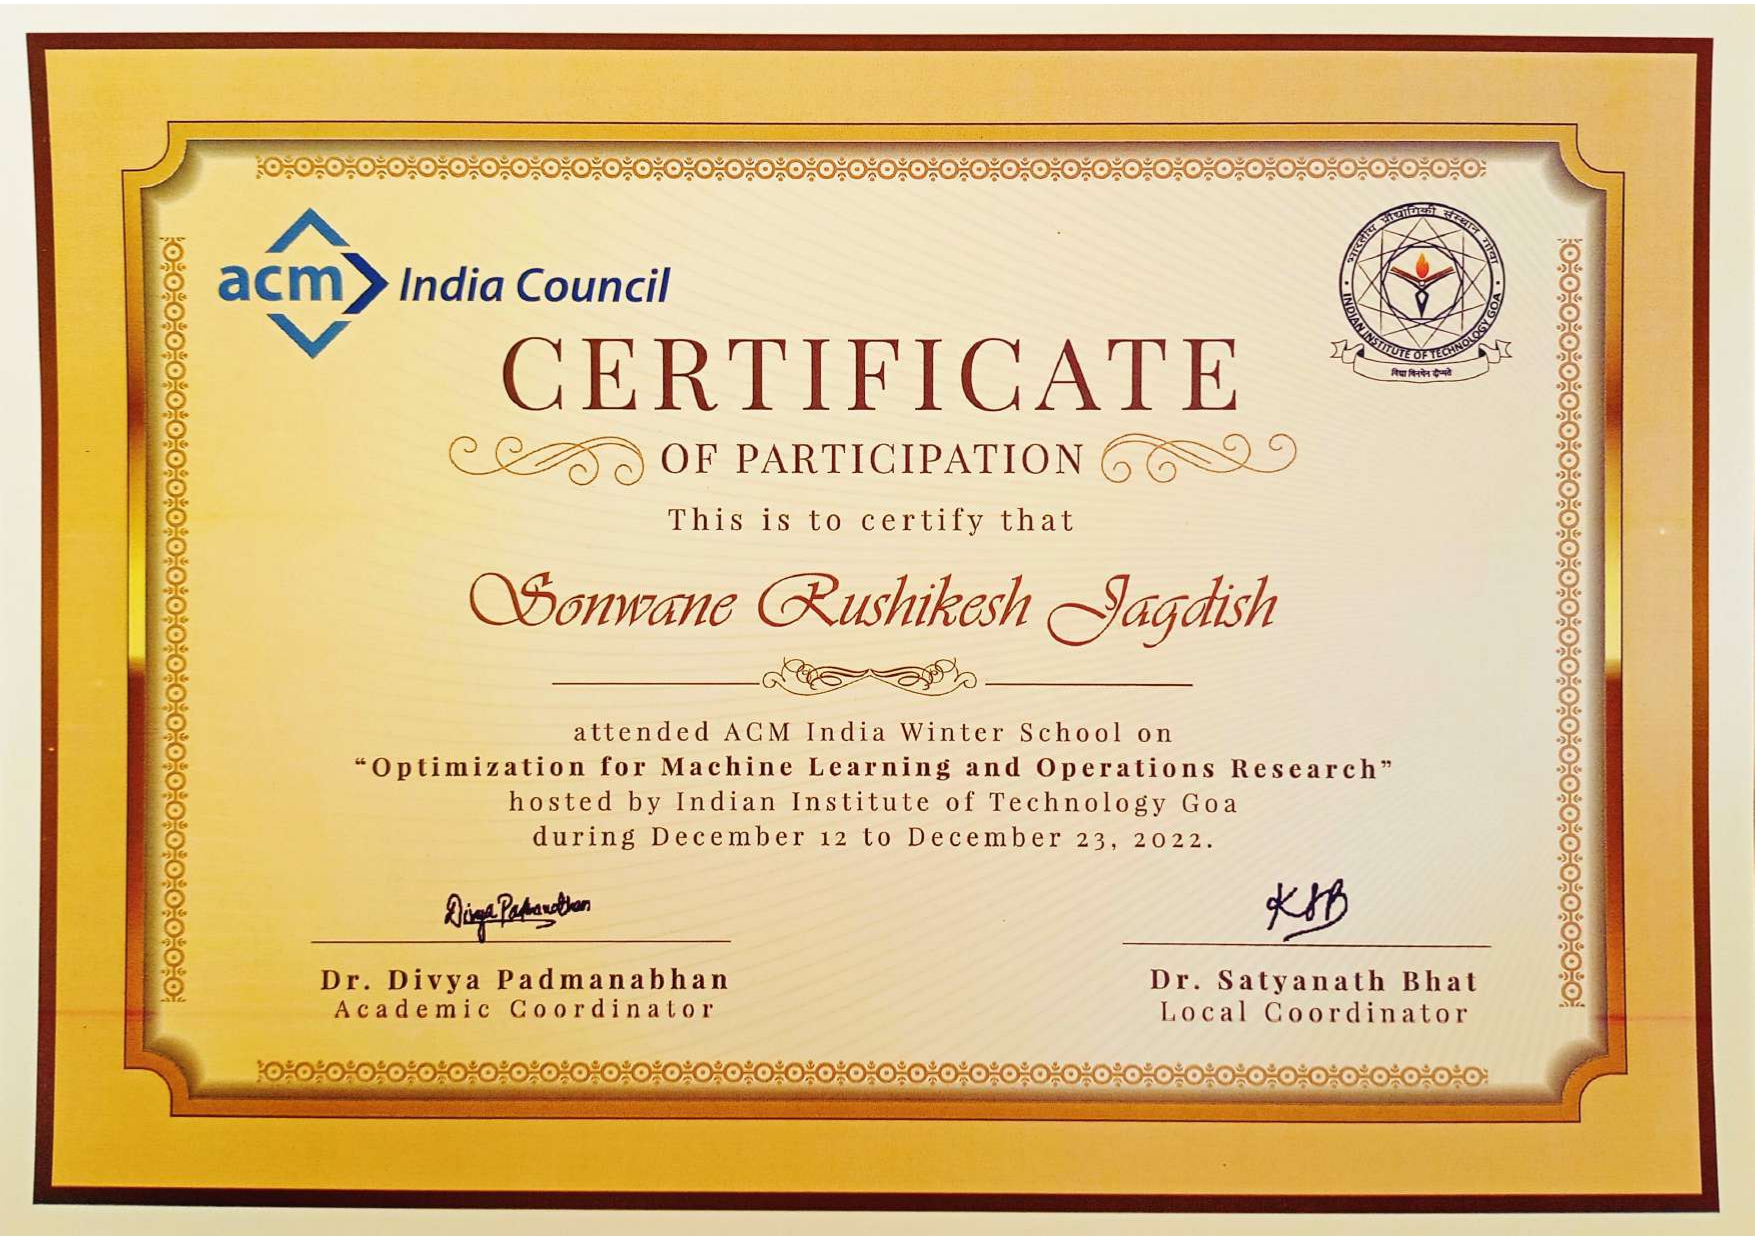 acm India Council
भारतीय प्रौद्योगिकी संस्थान गोवा
INDIAN INSTITUTE OF TECHNOLOGY GOA
CERTIFICATE
OF PARTICIPATION
This is to certify that
Sonwane Rushikesh Jagdish
attended ACM India Winter School on
“Optimization for Machine Learning and Operations Research”
hosted by Indian Institute of Technology Goa
during December 12 to December 23, 2022.
Divya Padmanabhan
KSB
Dr. Divya Padmanabhan
Academic Coordinator
Dr. Satyanath Bhat
Local Coordinator